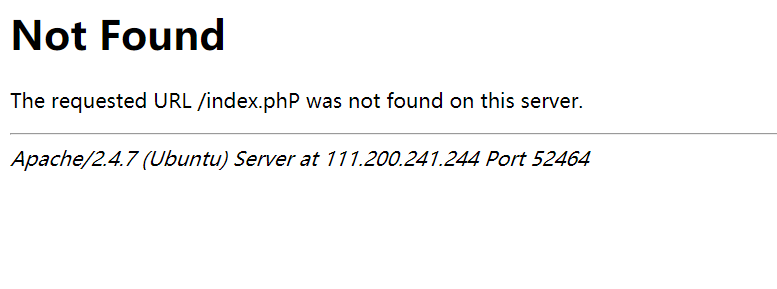 Not Found
The requested URL /index.phP was not found on this server.
Apache/2.4.7 (Ubuntu) Server at 111.200.241.244 Port 52464